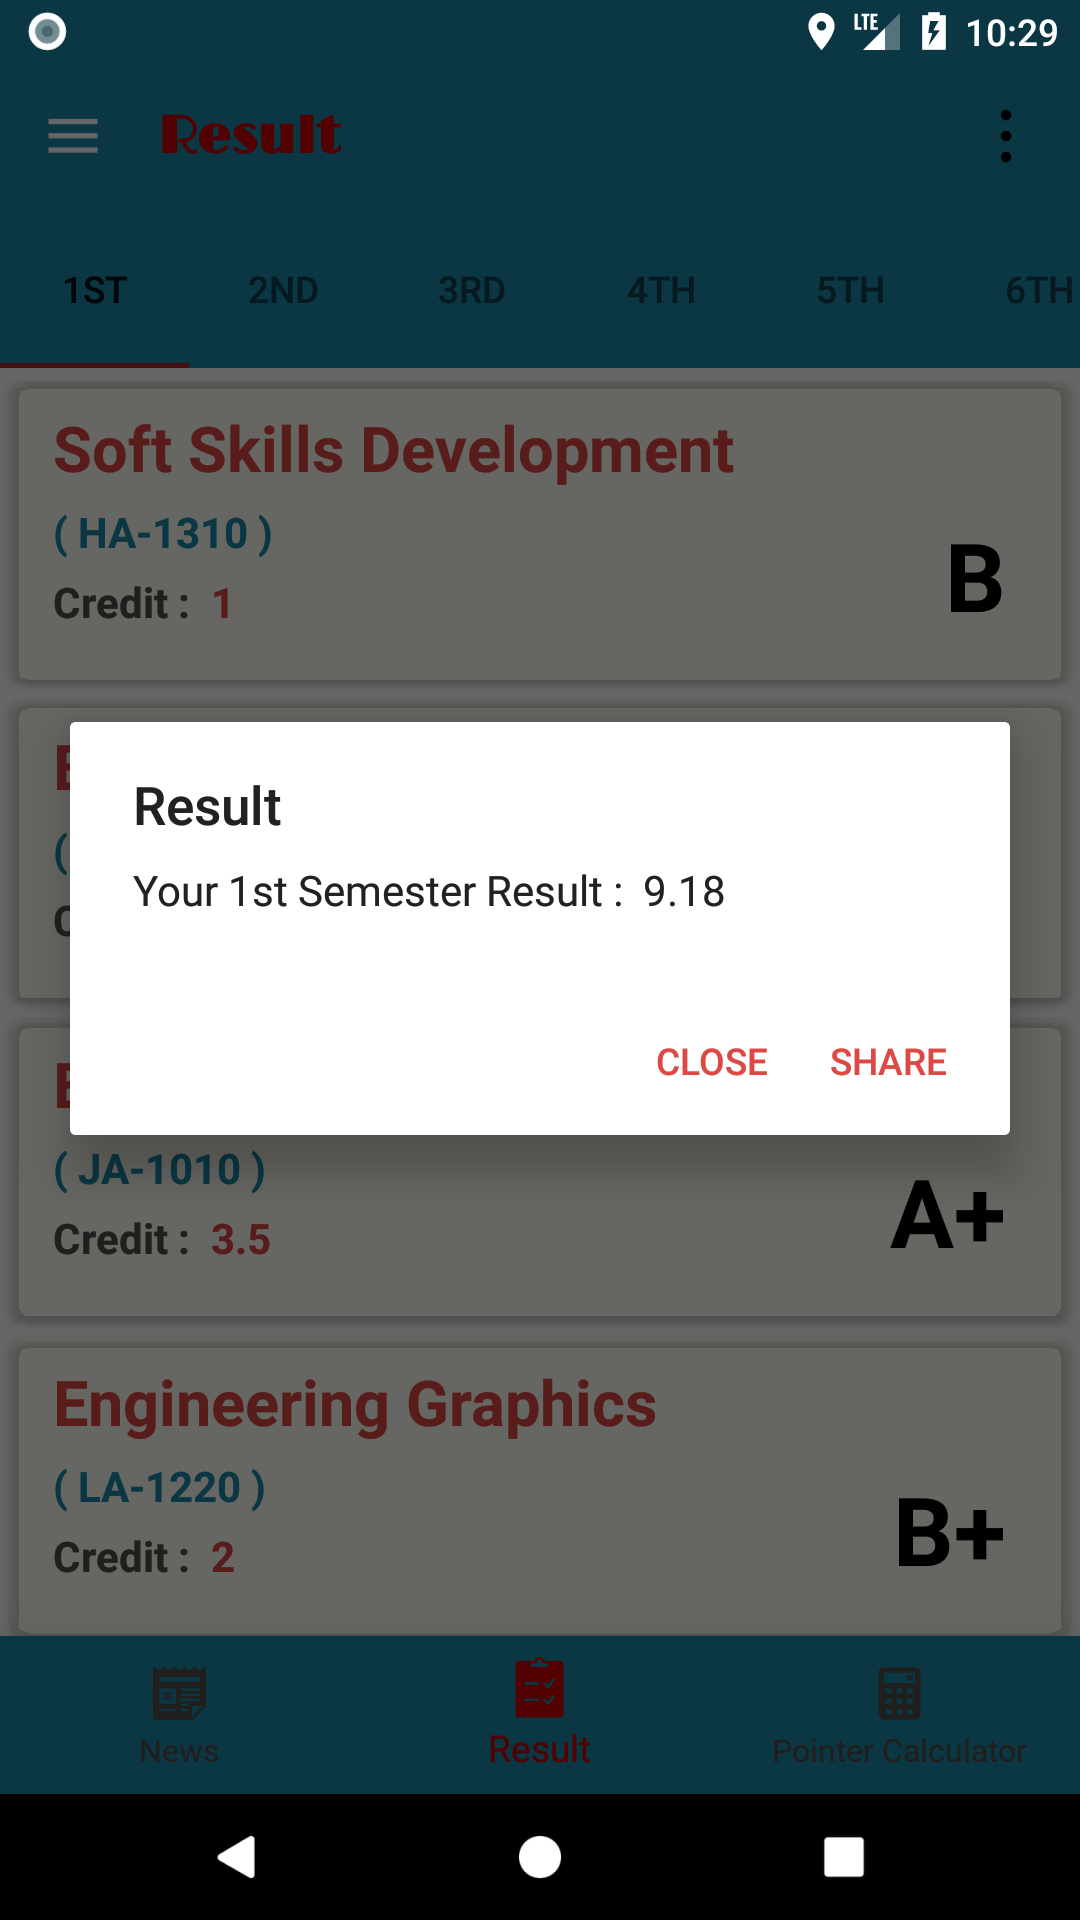 LTE 10:29
Result
1ST 2ND 3RD 4TH 5TH 6TH
Soft Skills Development
( HA-1310 )
B
Credit : 1
Result
Your 1st Semester Result : 9.18
CLOSE SHARE
( JA-1010 )
A+
Credit : 3.5
Engineering Graphics
( LA-1220 )
B+
Credit : 2
News Result Pointer Calculator